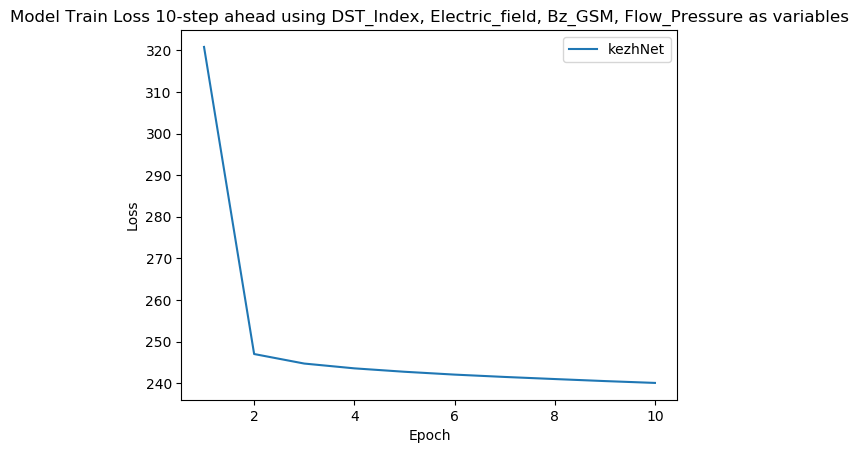 Model Train Loss 10-step ahead using DST_Index, Electric_field, Bz_GSM, Flow_Pressure as variables
kezhNet
320
310
300
290
280
270
260
250
240
Loss
2 4 6 8 10
Epoch